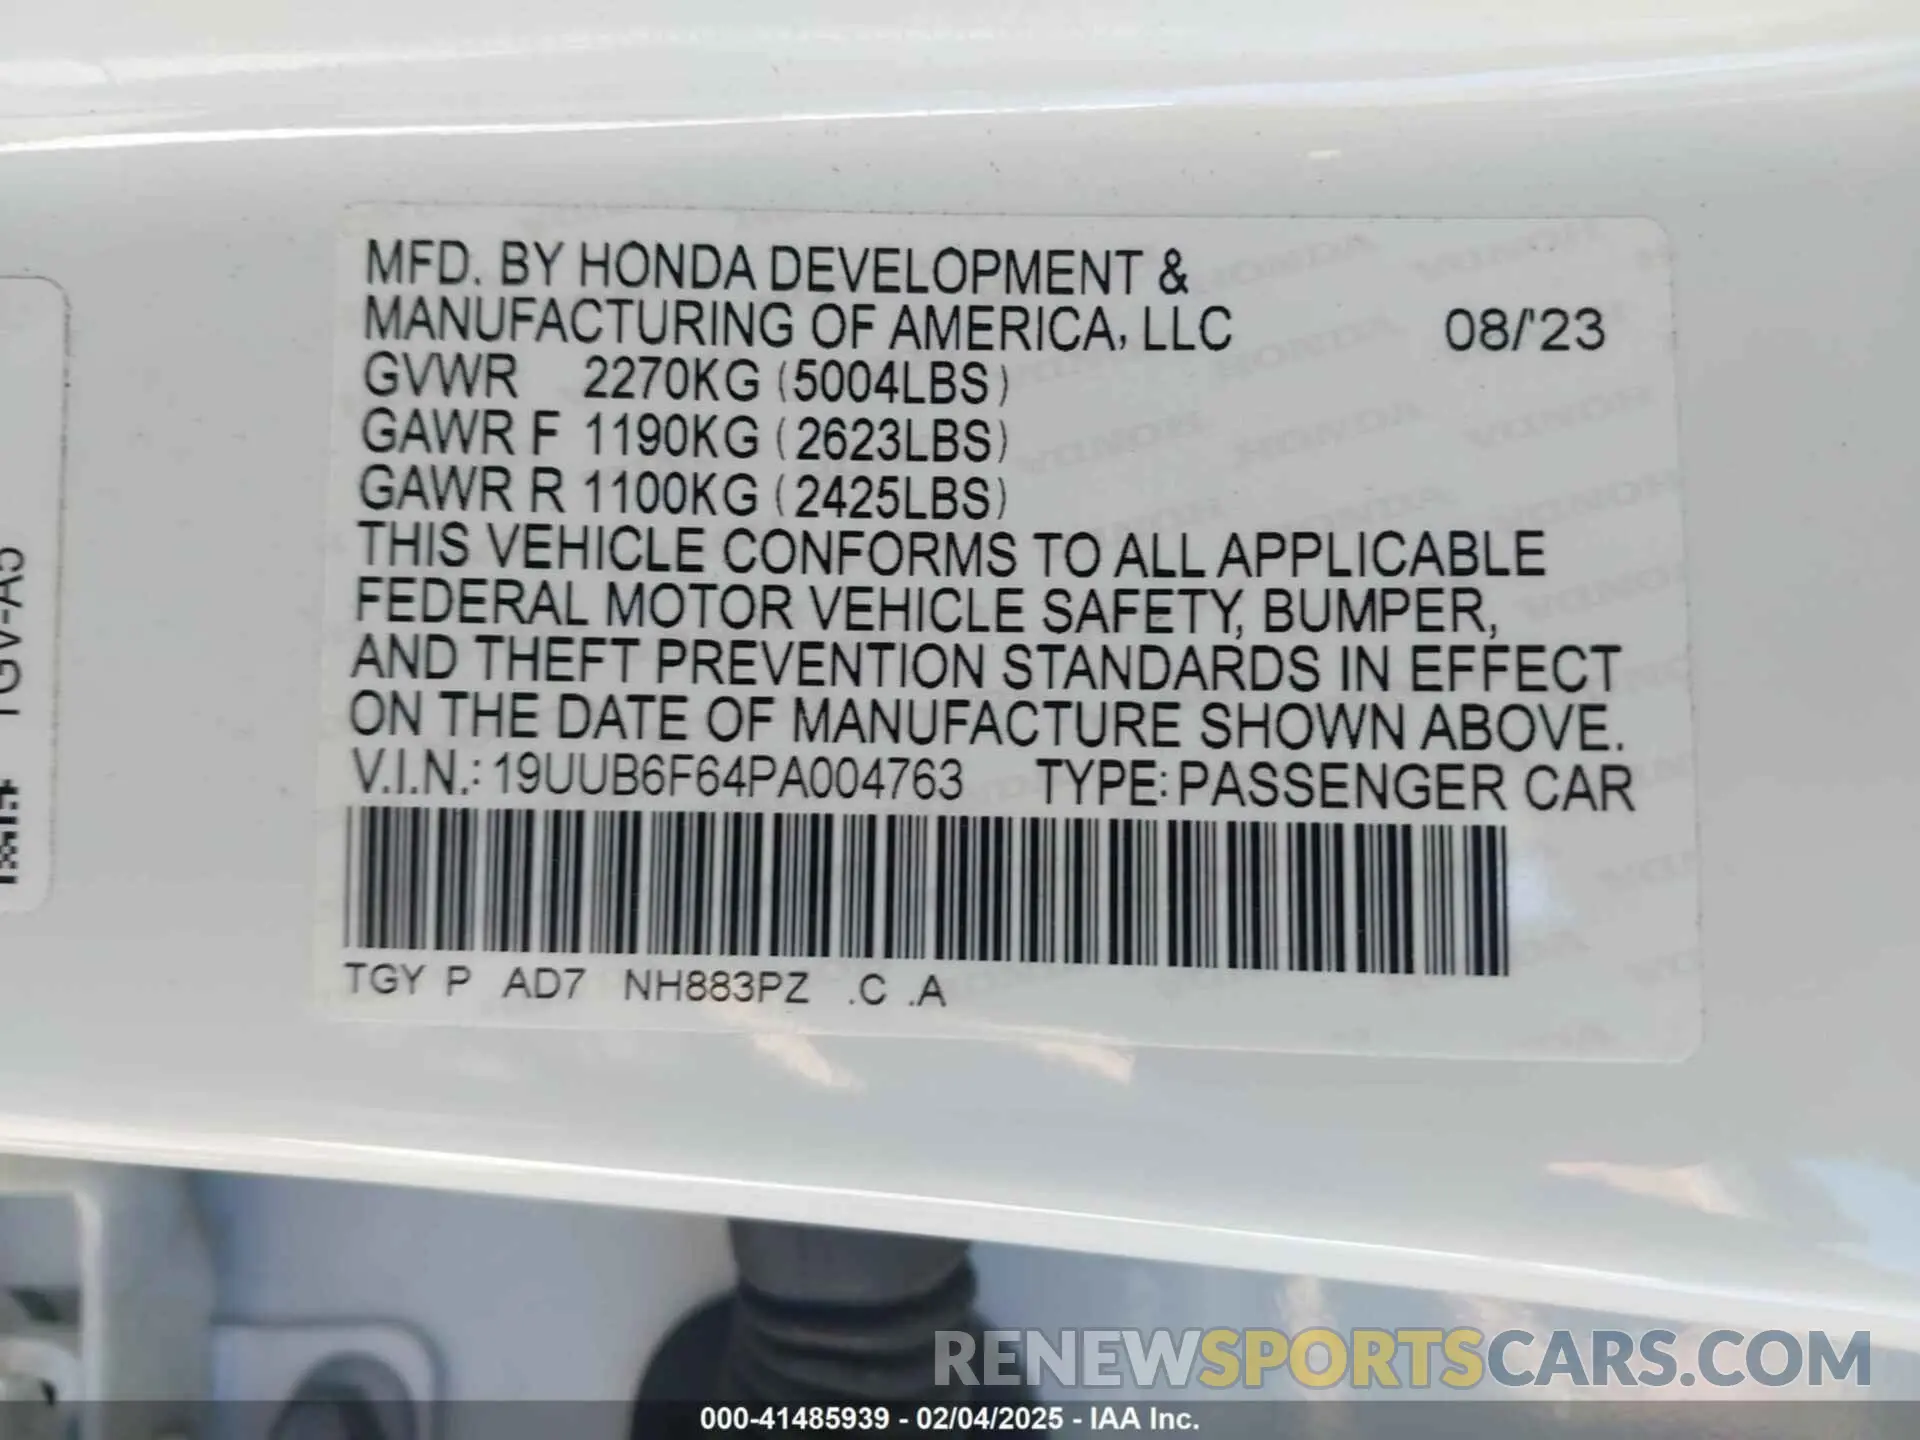 MFD. BY HONDA DEVELOPMENT &
MANUFACTURING OF AMERICA, LLC 08/'23
GVWR 2270KG (5004LBS)
GAWR F 1190KG (2623LBS)
GAWR R 1100KG (2425LBS)
THIS VEHICLE CONFORMS TO ALL APPLICABLE
FEDERAL MOTOR VEHICLE SAFETY, BUMPER,
AND THEFT PREVENTION STANDARDS IN EFFECT
ON THE DATE OF MANUFACTURE SHOWN ABOVE.
V.I.N.: 19UUB6F64PA004763 TYPE: PASSENGER CAR
TGY P AD7 NH883PZ .C .A
TGV-A5
RENEWSPORTSCARS.COM
000-41485939 - 02/04/2025 - IAA Inc.